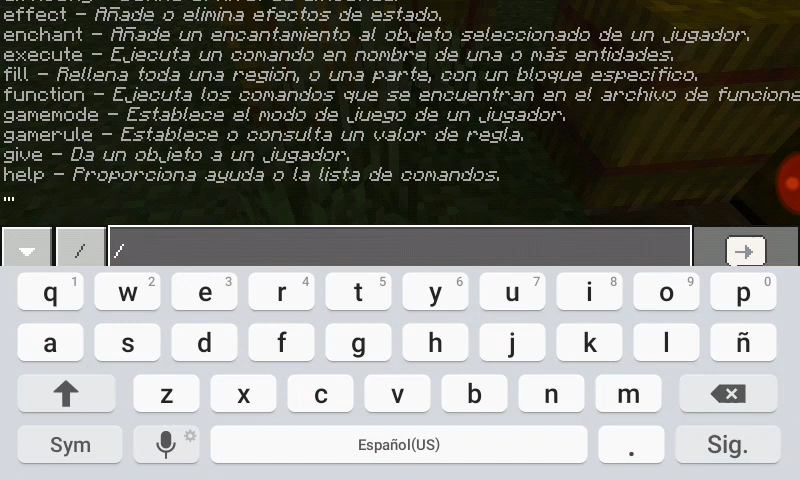 effect – Añade o elimina efectos de estado.
enchant – Añade un encantamiento al objeto seleccionado de un jugador.
execute – Ejecuta un comando en nombre de una o más entidades.
fill – Rellena toda una región, o una parte, con un bloque específico.
function – Ejecuta los comandos que se encuentran en el archivo de funcione
gamemode – Establece el modo de juego de un jugador.
gamerule – Establece o consulta un valor de regla.
give – Da un objeto a un jugador.
help – Proporciona ayuda o la lista de comandos.
...
/ /
q 1 w 2 e 3 r 4 t 5 y 6 u 7 i 8 o 9 p 0
a s d f g h j k l ñ
z x c v b n m
Sym Español(US) . Sig.